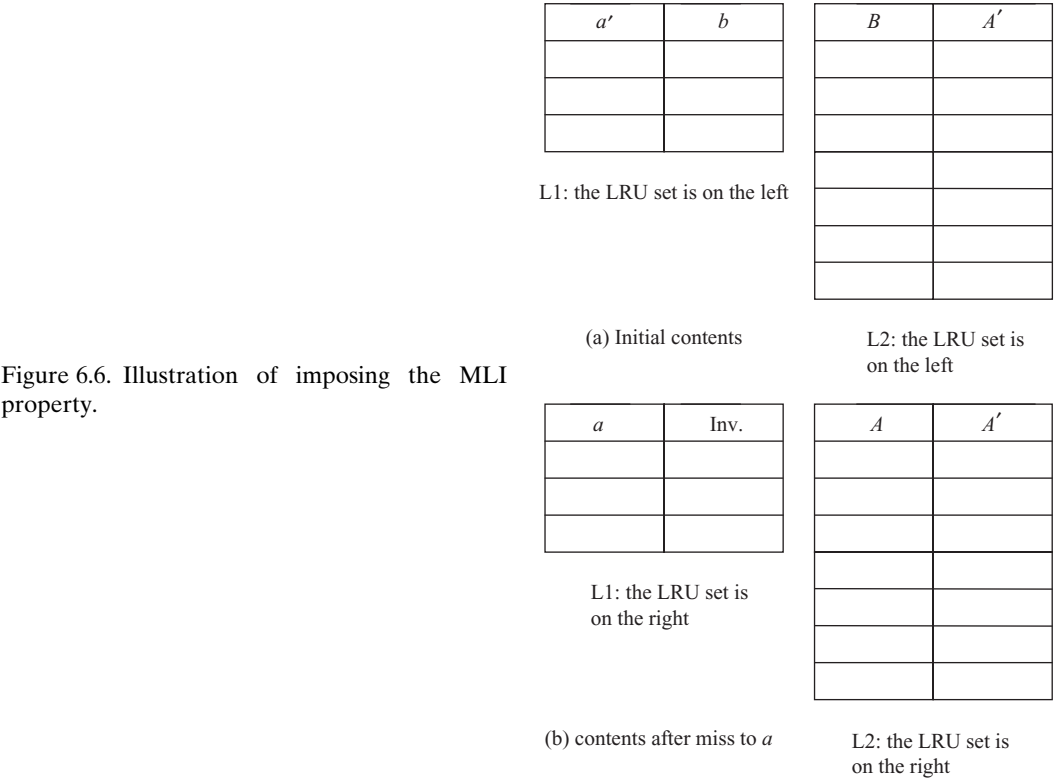 a′ b
B A′
L1: the LRU set is on the left
(a) Initial contents
L2: the LRU set is
on the left
Figure 6.6. Illustration of imposing the MLI
property.
a Inv.
A A′
L1: the LRU set is
on the right
(b) contents after miss to a
L2: the LRU set is
on the right